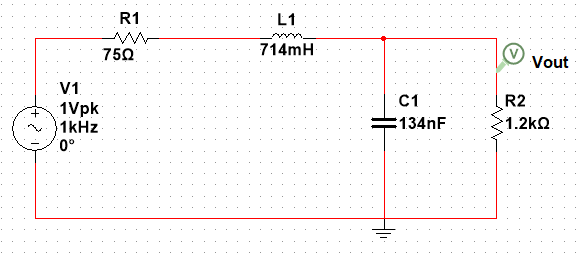 R1
75Ω
L1
714mH
V
Vout
V1
1Vpk
1kHz
0°
C1
134nF
R2
1.2kΩ